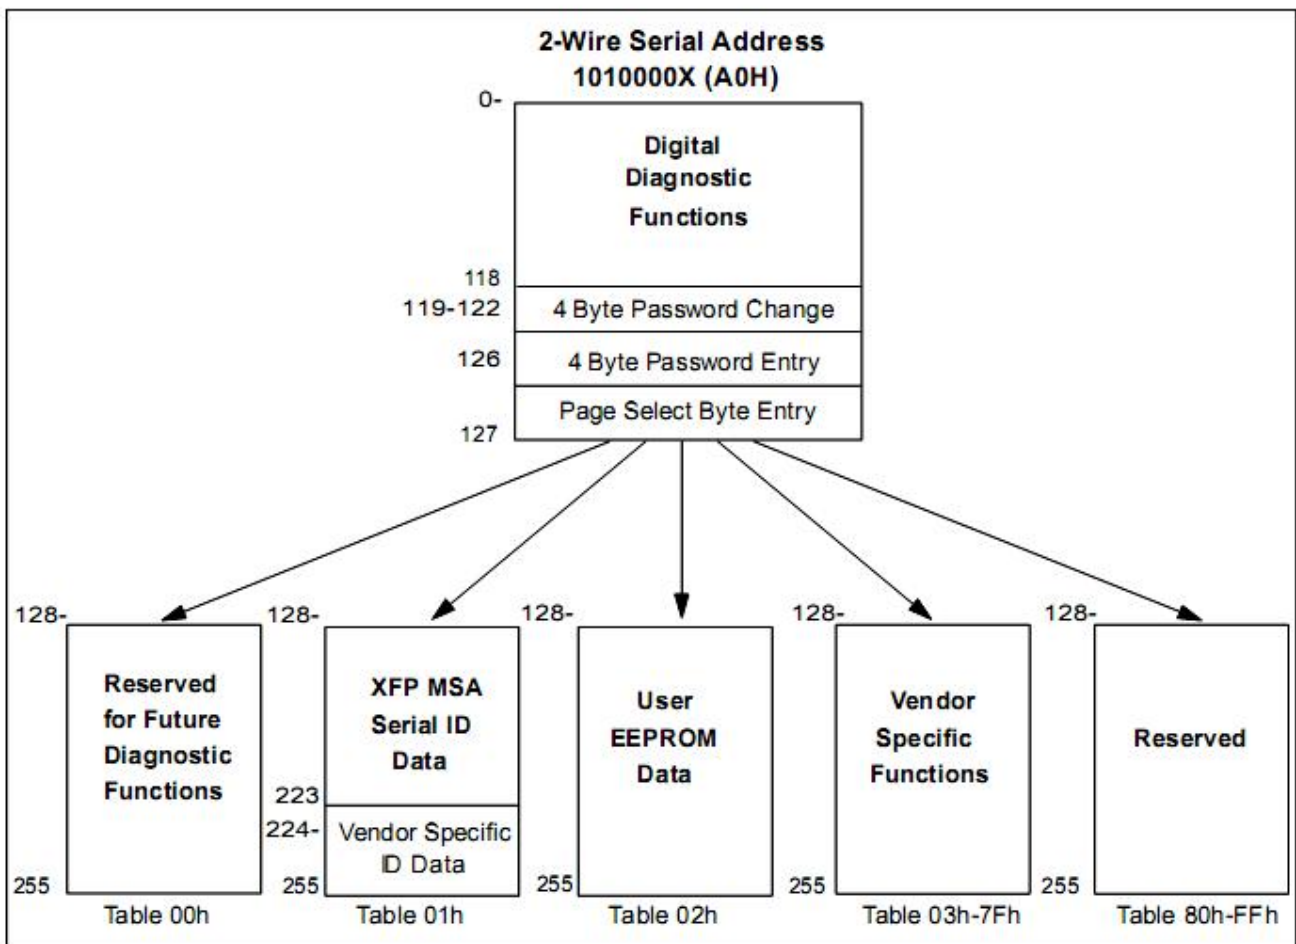 2-Wire Serial Address
1010000X (A0H)
0-
Digital
Diagnostic
Functions
118
119-122
4 Byte Password Change
126
4 Byte Password Entry
Page Select Byte Entry
127
128-
Reserved
for Future
Diagnostic
Functions
255
Table 00h
128-
XFP MSA
Serial ID
Data
223
224-
Vendor Specific
ID Data
255
Table 01h
128-
User
EEPROM
Data
255
Table 02h
128-
Vendor
Specific
Functions
255
Table 03h-7Fh
128-
Reserved
255
Table 80h-FFh